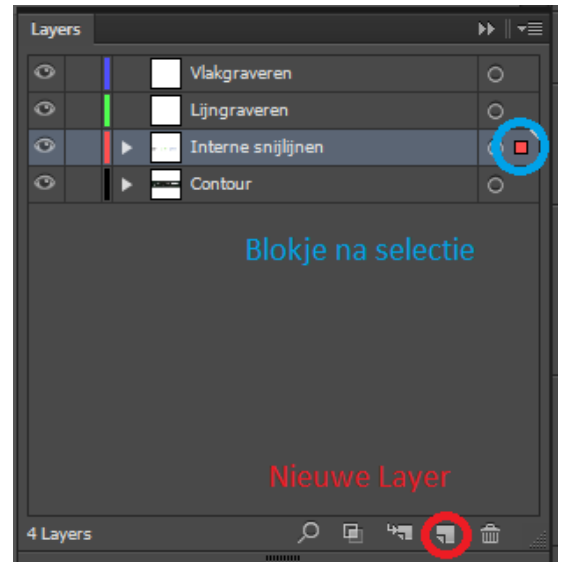 Layers
Vlakgraveren
Lijngraveren
Interne snijlijnen
Contour
Blokje na selectie
Nieuwe Layer
4 Layers